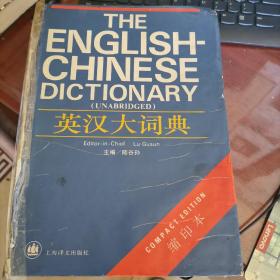 THE
ENGLISH-
CHINESE
DICTIONARY
(UNABRIDGED)
英汉大词典
Editor-in-Chief Lu Gusun
主编 陆谷孙
COMPACT EDITION
缩印本
上海译文出版社